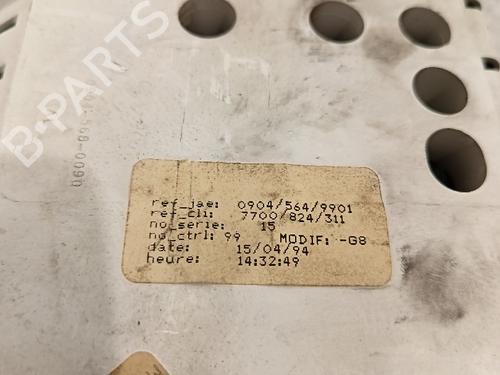 B-PARTS
ref_jae: 0904/564/9901
ref_cli: 7700/824/311
no_serie: 15
no_ctrl: 99 MODIF: -G8
date: 15/04/94
heure: 14:32:49